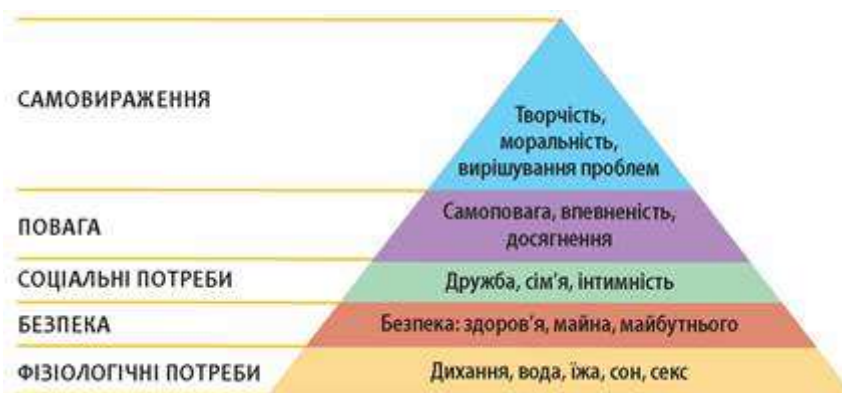 САМОВИРАЖЕННЯ
Творчість,
моральність,
вирішування проблем
ПОВАГА
Самоповага, впевненість,
досягнення
СОЦІАЛЬНІ ПОТРЕБИ
Дружба, сім’я, інтимність
БЕЗПЕКА
Безпека: здоров’я, майна, майбутнього
ФІЗІОЛОГІЧНІ ПОТРЕБИ
Дихання, вода, їжа, сон, секс